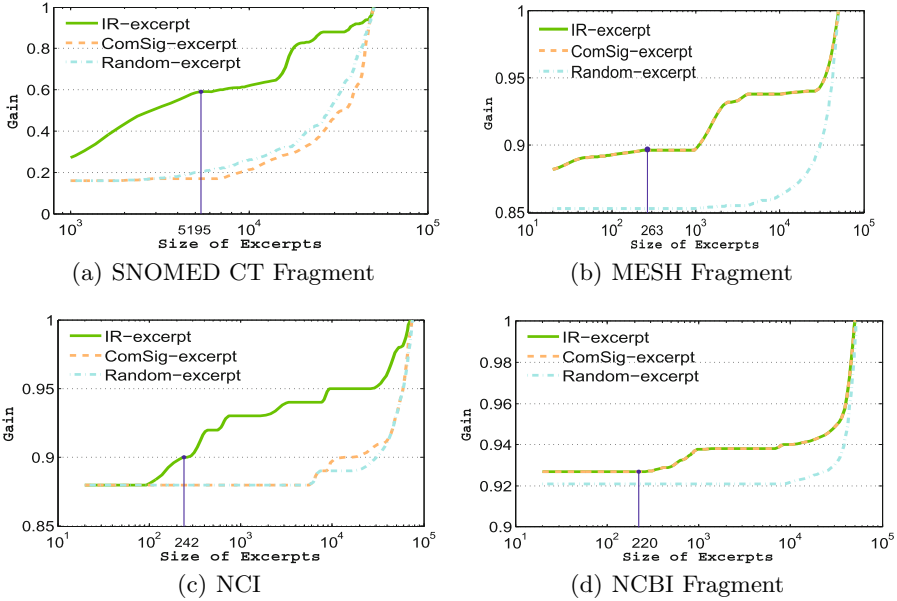 1
0.8
0.6
0.4
0.2
0
Gain
IR-excerpt
ComSig-excerpt
Random-excerpt
10^3
5195
10^4
10^5
Size of Excerpts
(a) SNOMED CT Fragment
1
0.95
0.9
0.85
Gain
IR-excerpt
ComSig-excerpt
Random-excerpt
10^1
10^2
263
10^3
10^4
10^5
Size of Excerpts
(b) MESH Fragment
1
0.95
0.9
0.85
Gain
IR-excerpt
ComSig-excerpt
Random-excerpt
10^1
10^2
242
10^3
10^4
10^5
Size of Excerpts
(c) NCI
1
0.98
0.96
0.94
0.92
0.9
Gain
IR-excerpt
ComSig-excerpt
Random-excerpt
10^1
10^2
220
10^3
10^4
10^5
Size of Excerpts
(d) NCBI Fragment